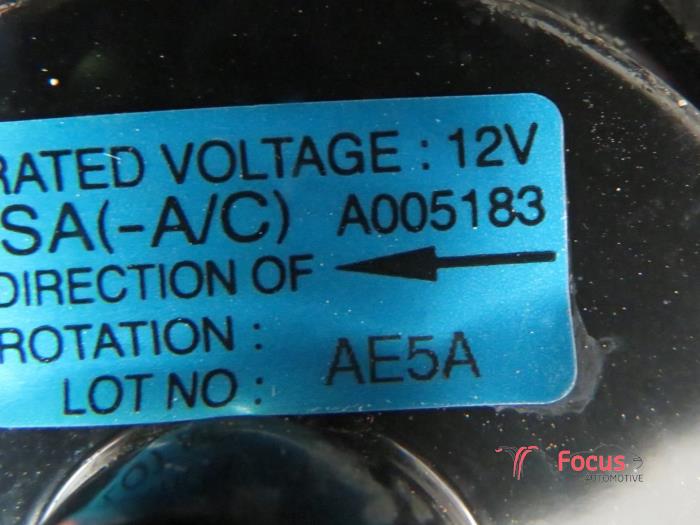 RATED VOLTAGE : 12V
SA(-A/C) A005183
DIRECTION OF
ROTATION :
LOT NO : AE5A
Focus
AUTOMOTIVE